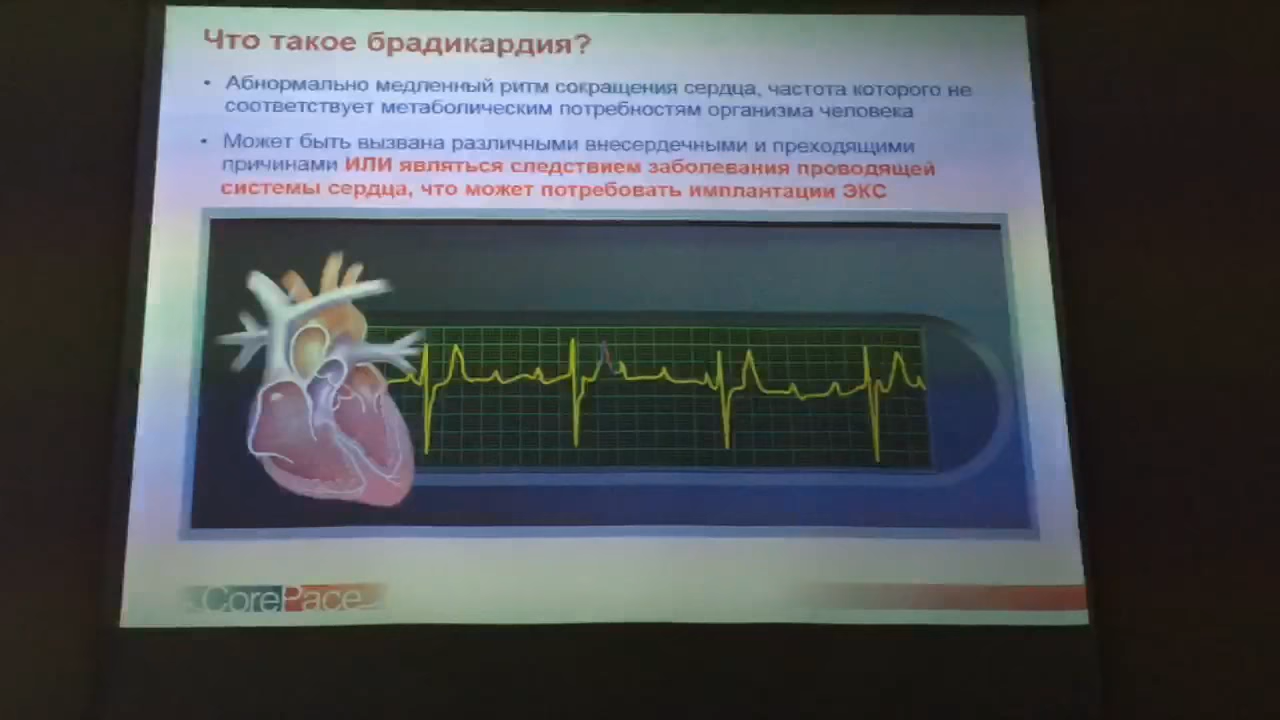 Что такое брадикардия?
• Абнормально медленный ритм сокращения сердца, частота которого не
соответствует метаболическим потребностям организма человека
• Может быть вызвана различными внесердечными и преходящими
причинами ИЛИ являться следствием заболевания проводящей
системы сердца, что может потребовать имплантации ЭКС
CorePace